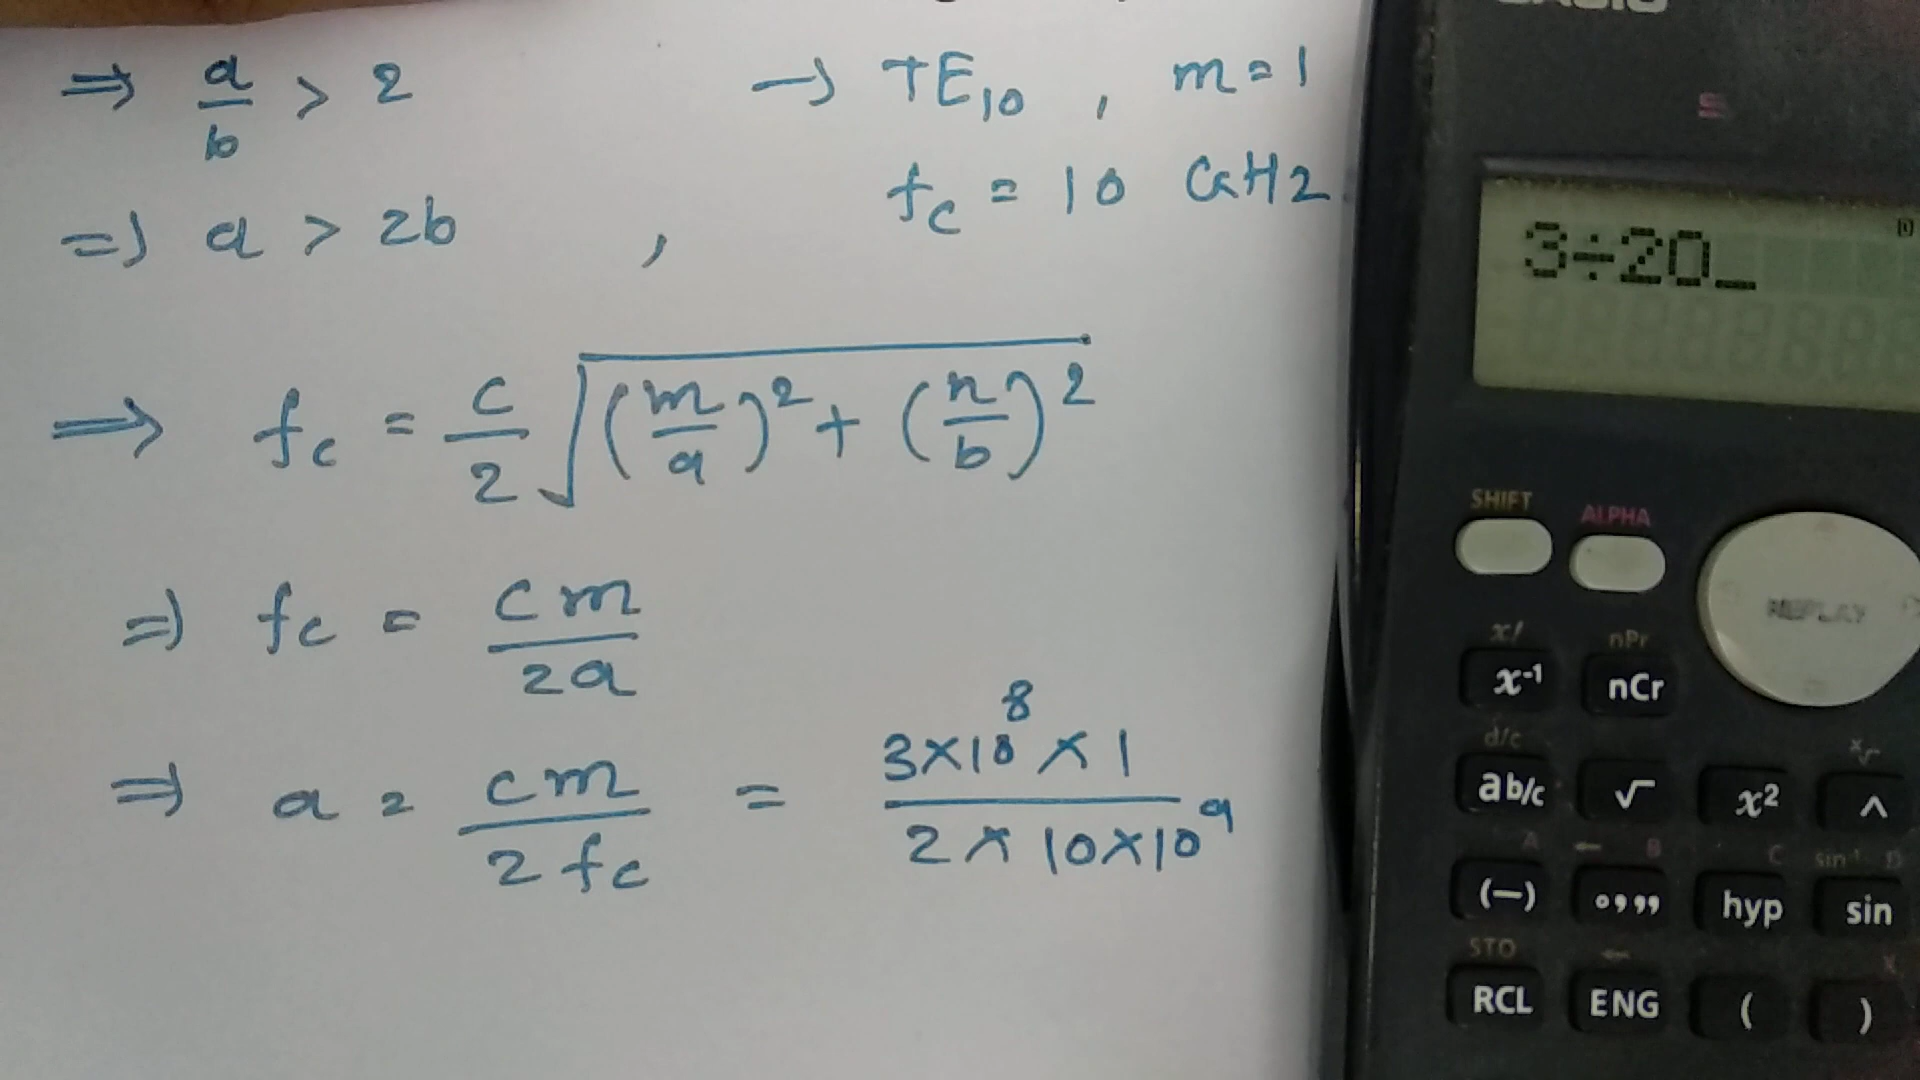 ⇒ a/b > 2
⇒ a > 2b ,
→ TE10 , m = 1
fc = 10 GHz
⇒ fc = c/2 √((m/a)² + (n/b)²)
⇒ fc = cm/2a
⇒ a = cm/2fc = 3×10⁸ × 1 / 2 × 10×10⁹
3÷20_
SHIFT ALPHA
REPLAY
x! nPr
x⁻¹ nCr
d/c
ab/c √ x² ^
A ← B C sin⁻¹ D
(−) 。,,, hyp sin
STO ← X
RCL ENG ( )